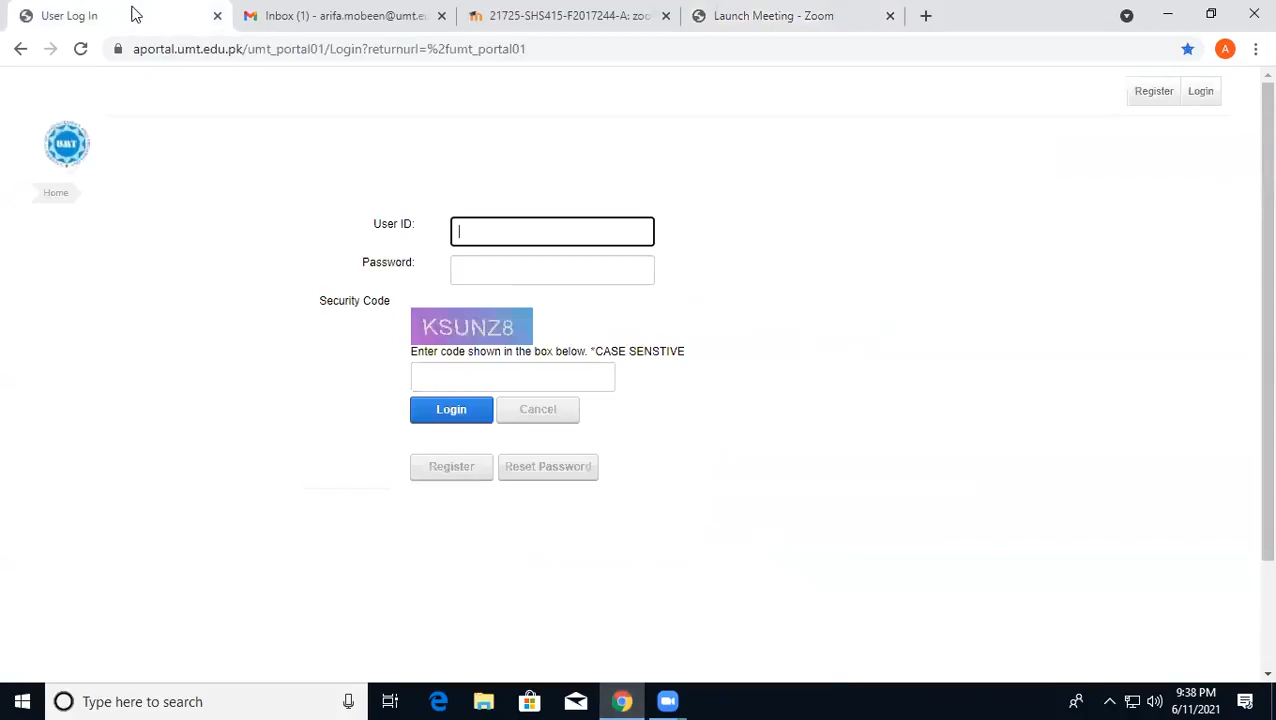 User Log In
Inbox (1) - arifa.mobeen@umt.e
21725-SHS415-F2017244-A: zoo
Launch Meeting - Zoom
aportal.umt.edu.pk/umt_portal01/Login?returnurl=%2fumt_portal01
A
Register
Login
UMT
Home
User ID:
Password:
Security Code
KSUNZ8
Enter code shown in the box below. *CASE SENSTIVE
Login
Cancel
Register
Reset Password
Type here to search
9:38 PM
6/11/2021